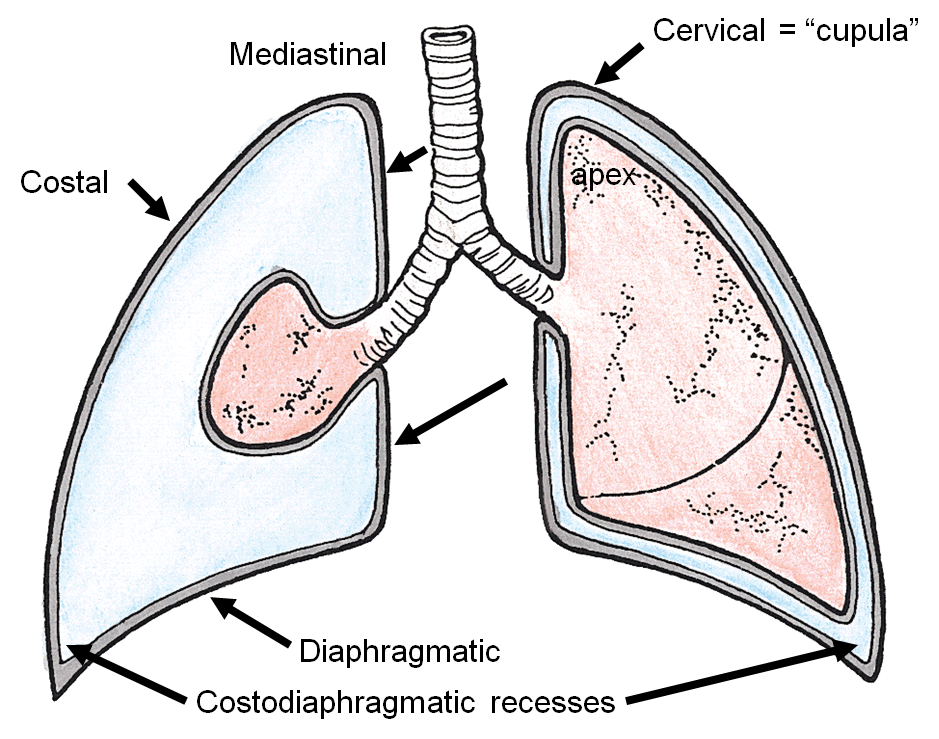 Cervical = “cupula”
Mediastinal
apex
Costal
Diaphragmatic
Costodiaphragmatic recesses